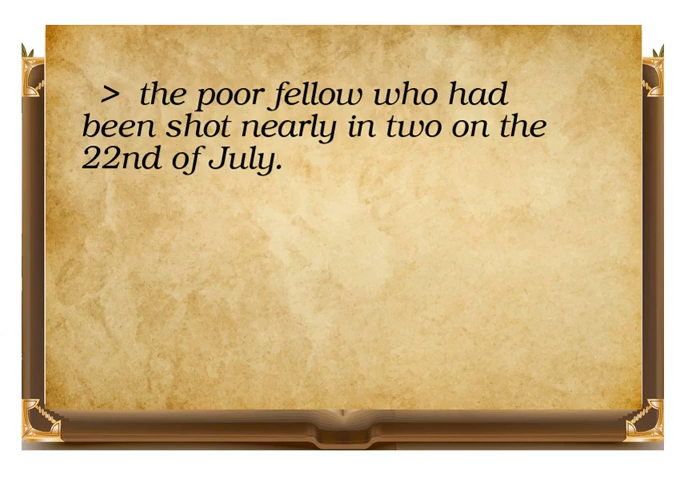 > the poor fellow who had
been shot nearly in two on the
22nd of July.